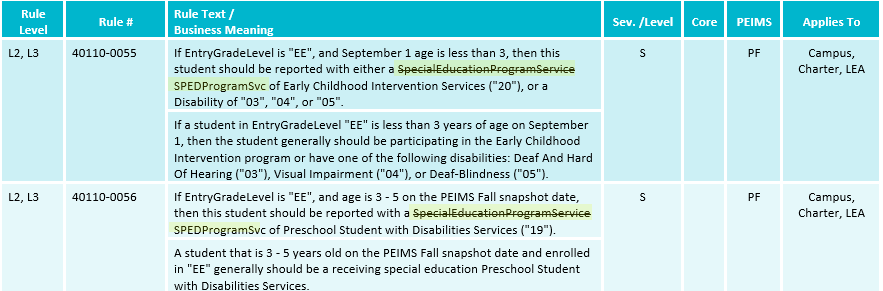 Rule Level
Rule #
Rule Text /
Business Meaning
Sev. /Level
Core
PEIMS
Applies To
L2, L3
40110-0055
If EntryGradeLevel is "EE", and September 1 age is less than 3, then this
student should be reported with either a SpecialEducationProgramService
SPEDProgramSvc of Early Childhood Intervention Services ("20"), or a
Disability of "03", "04", or "05".
S
PF
Campus,
Charter, LEA
If a student in EntryGradeLevel "EE" is less than 3 years of age on September
1, then the student generally should be participating in the Early Childhood
Intervention program or have one of the following disabilities: Deaf And Hard
Of Hearing ("03"), Visual Impairment ("04"), or Deaf-Blindness ("05").
L2, L3
40110-0056
If EntryGradeLevel is "EE", and age is 3 - 5 on the PEIMS Fall snapshot date,
then this student should be reported with a SpecialEducationProgramService
SPEDProgramSvc of Preschool Student with Disabilities Services ("19").
S
PF
Campus,
Charter, LEA
A student that is 3 - 5 years old on the PEIMS Fall snapshot date and enrolled
in "EE" generally should be a receiving special education Preschool Student
with Disabilities Services.